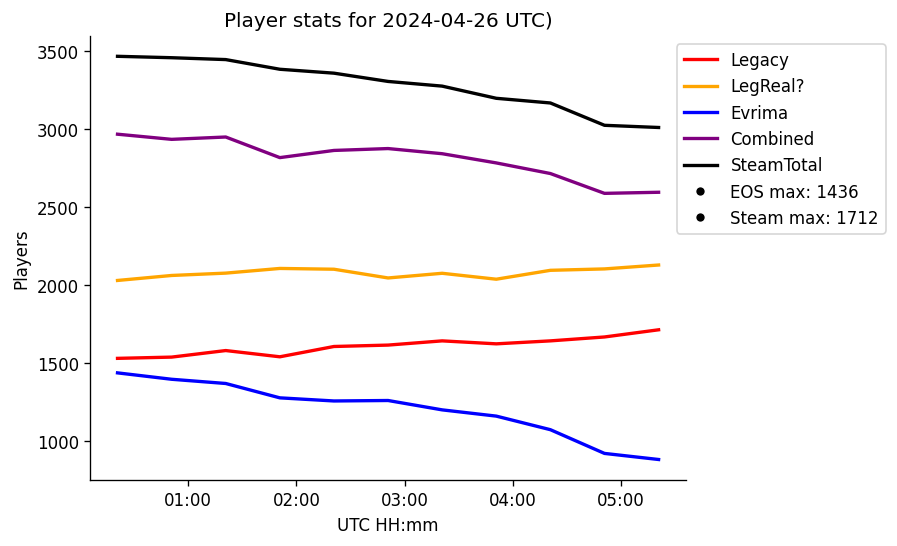 Player stats for 2024-04-26 UTC)
3500
3000
2500
2000
1500
1000
Players
01:00 02:00 03:00 04:00 05:00
UTC HH:mm
Legacy
LegReal?
Evrima
Combined
SteamTotal
EOS max: 1436
Steam max: 1712